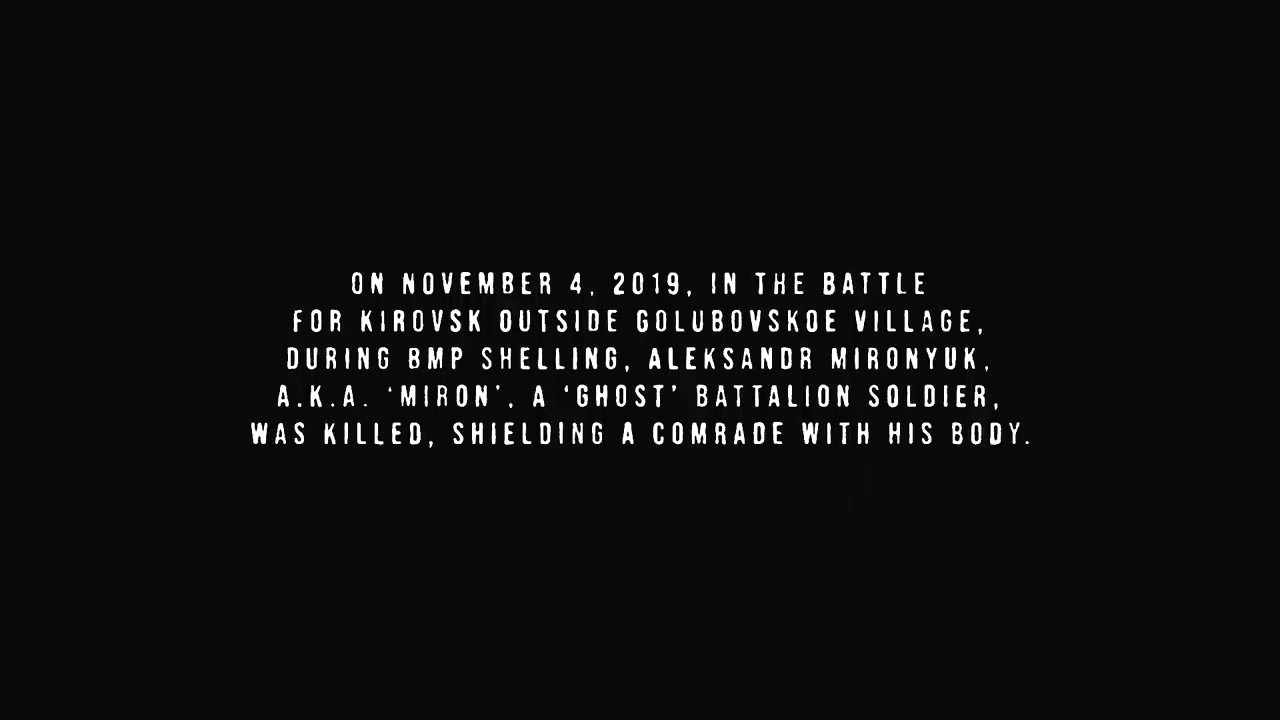 ON NOVEMBER 4, 2019, IN THE BATTLE
FOR KIROVSK OUTSIDE GOLUBOVSKOE VILLAGE,
DURING BMP SHELLING, ALEKSANDR MIRONYUK,
A.K.A. ‘MIRON’, A ‘GHOST’ BATTALION SOLDIER,
WAS KILLED, SHIELDING A COMRADE WITH HIS BODY.